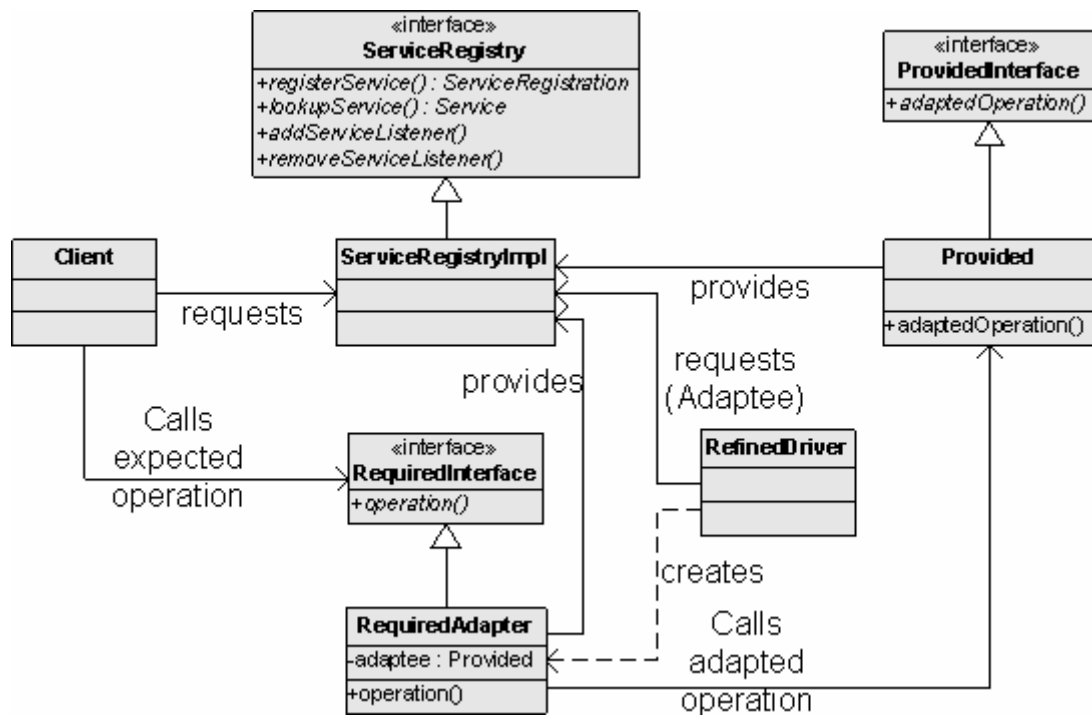 «interface»
ServiceRegistry
+registerService() : ServiceRegistration
+lookupService() : Service
+addServiceListener()
+removeServiceListener()
«interface»
ProvidedInterface
+adaptedOperation()
Client
ServiceRegistryImpl
Provided
+adaptedOperation()
requests
provides
provides
requests
(Adaptee)
Calls
expected
operation
«interface»
RequiredInterface
+operation()
RefinedDriver
creates
RequiredAdapter
-adaptee : Provided
+operation()
Calls
adapted
operation